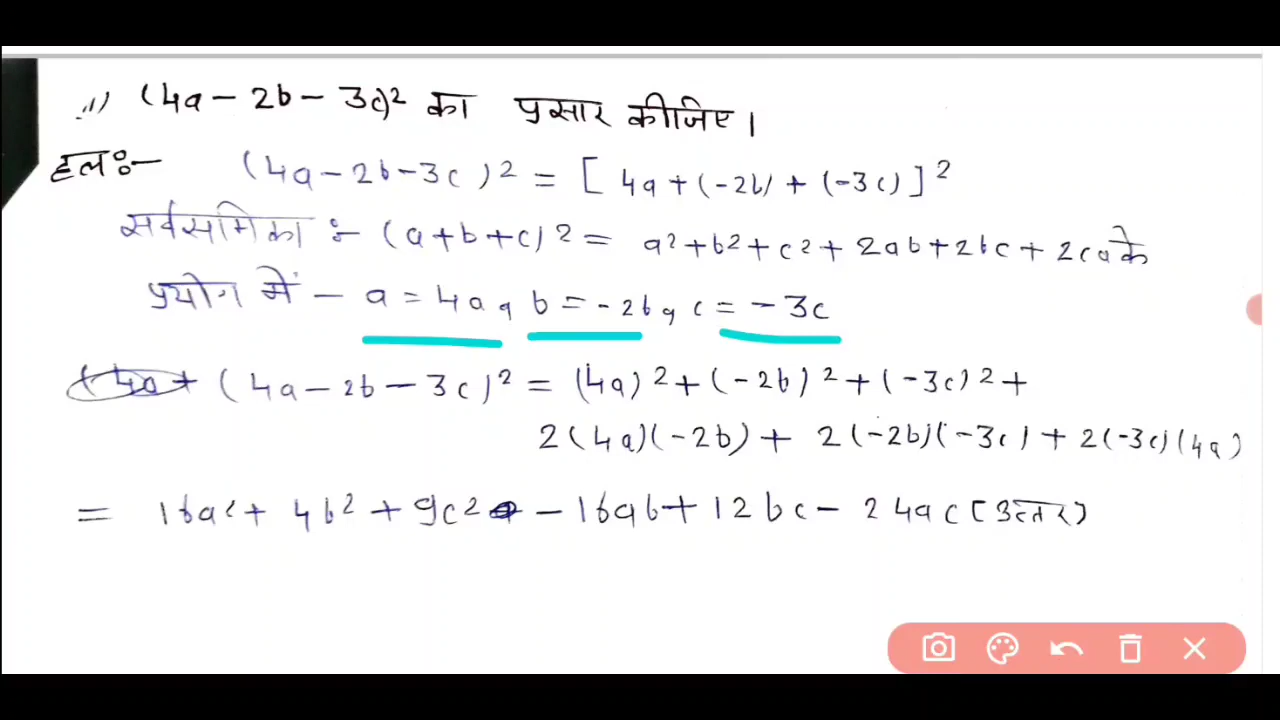 (4a - 2b - 3c)² का प्रसार कीजिए।
हलः- (4a - 2b - 3c)² = [4a + (-2b) + (-3c)]²
सर्वसमिका :- (a + b + c)² = a² + b² + c² + 2ab + 2bc + 2ca के
प्रयोग में - a = 4a, b = -2b, c = -3c
(4a + (4a - 2b - 3c)² = (4a)² + (-2b)² + (-3c)² +
2(4a)(-2b) + 2(-2b)(-3c) + 2(-3c)(4a)
= 16a² + 4b² + 9c² - 16ab + 12bc - 24ac [उत्तर)